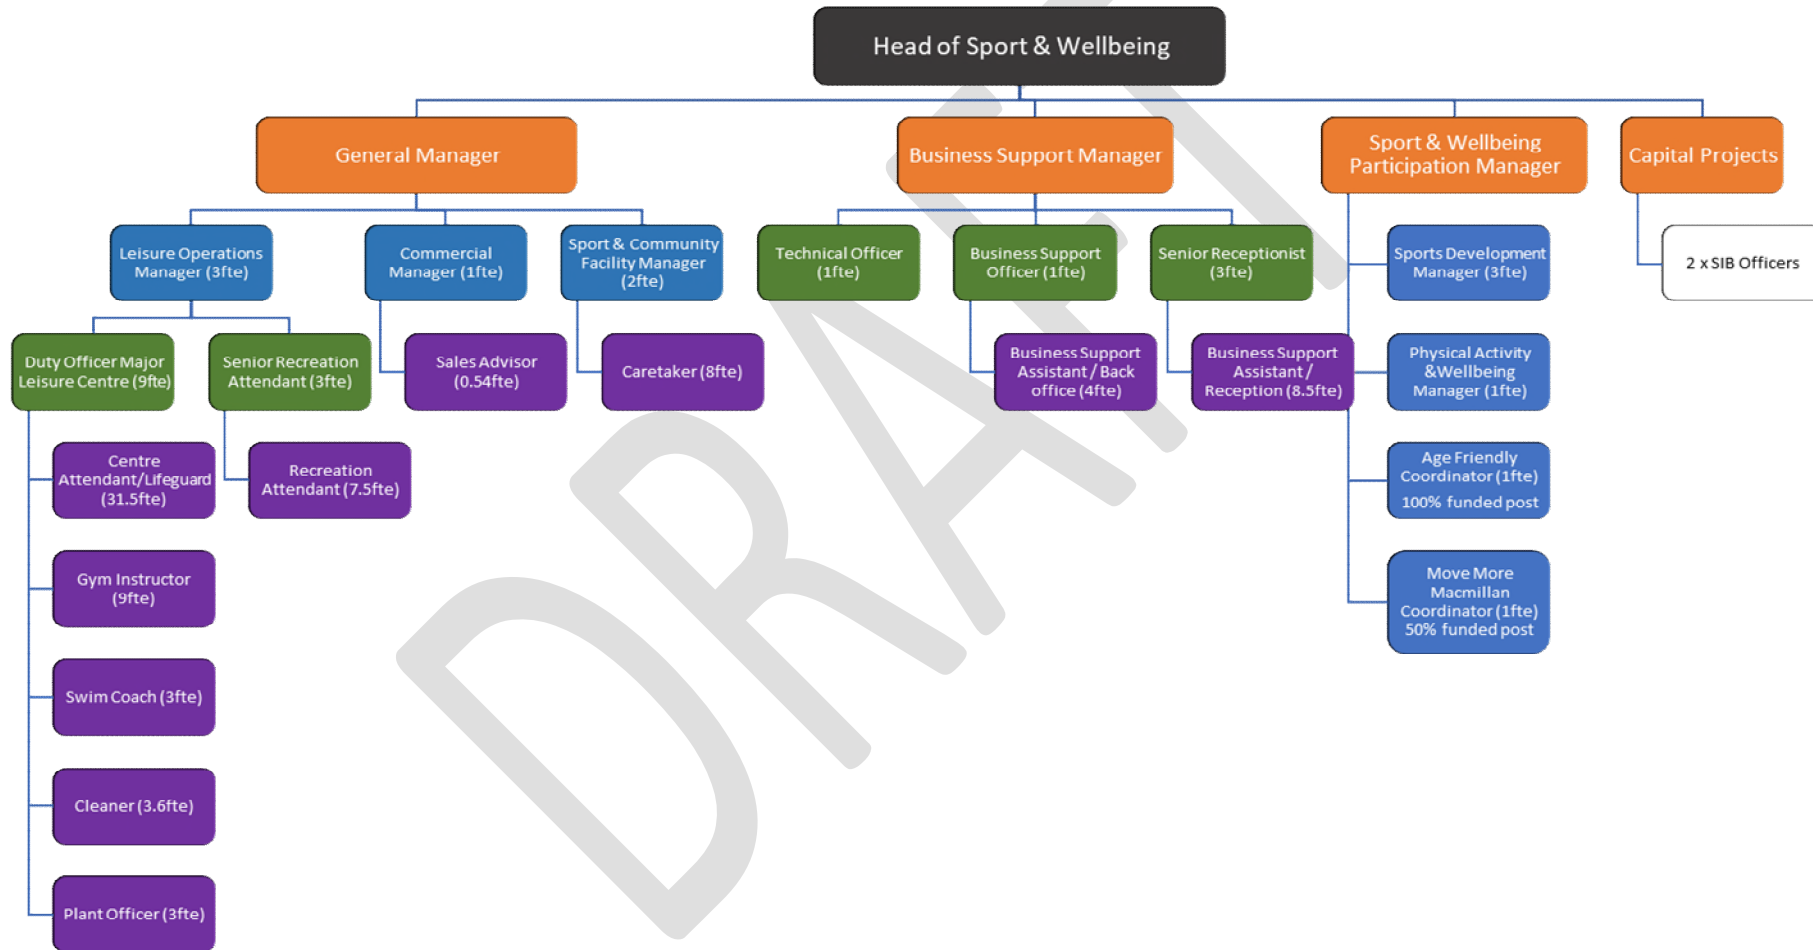 Head of Sport & Wellbeing
General Manager
Business Support Manager
Sport & Wellbeing
Participation Manager
Capital Projects
Leisure Operations
Manager (3fte)
Commercial
Manager (1fte)
Sport & Community
Facility Manager
(2fte)
Technical Officer
(1fte)
Business Support
Officer (1fte)
Senior Receptionist
(3fte)
Sports Development
Manager (3fte)
2 x SIB Officers
Duty Officer Major
Leisure Centre (9fte)
Senior Recreation
Attendant (3fte)
Sales Advisor
(0.54fte)
Caretaker (8fte)
Business Support
Assistant / Back
office (4fte)
Business Support
Assistant /
Reception (8.5fte)
Physical Activity
&Wellbeing
Manager (1fte)
Centre
Attendant/Lifeguard
(31.5fte)
Recreation
Attendant (7.5fte)
Age Friendly
Coordinator (1fte)
100% funded post
Gym Instructor
(9fte)
Move More
Macmillan
Coordinator (1fte)
50% funded post
Swim Coach (3fte)
Cleaner (3.6fte)
Plant Officer (3fte)
DRAFT